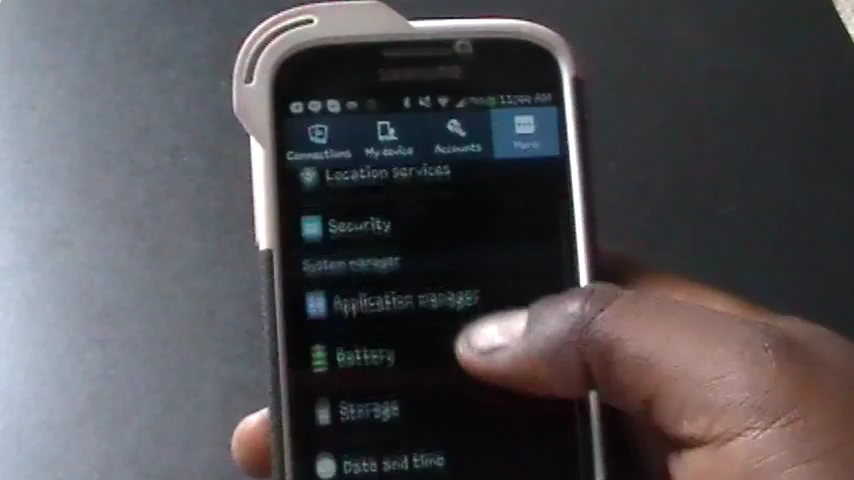 SAMSUNG
11:44 AM
Connections My device Accounts More
Location services
Security
System manager
Application manager
Battery
Storage
Date and time